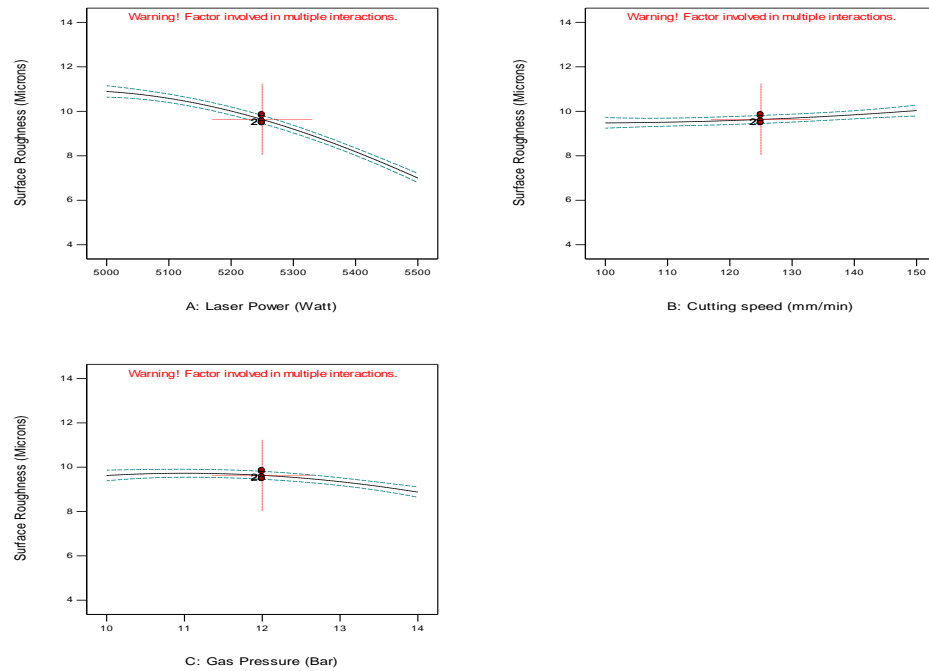 Warning! Factor involved in multiple interactions.
14
12
10
8
6
4
Surface Roughness (Microns)
2
5000 5100 5200 5300 5400 5500
A: Laser Power (Watt)
Warning! Factor involved in multiple interactions.
14
12
10
8
6
4
Surface Roughness (Microns)
2
100 110 120 130 140 150
B: Cutting speed (mm/min)
Warning! Factor involved in multiple interactions.
14
12
10
8
6
4
Surface Roughness (Microns)
2
10 11 12 13 14
C: Gas Pressure (Bar)